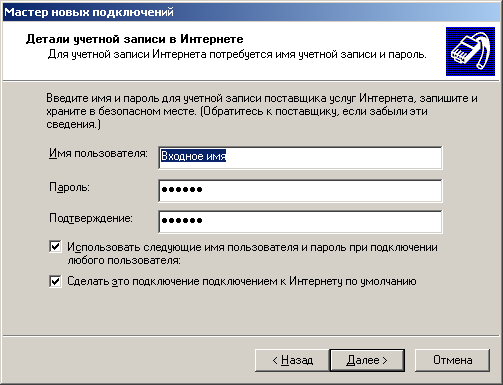 Мастер новых подключений
Детали учетной записи в Интернете
Для учетной записи Интернета потребуется имя учетной записи и пароль.
Введите имя и пароль для учетной записи поставщика услуг Интернета, запишите и
храните в безопасном месте. (Обратитесь к поставщику, если забыли эти
сведения.)
Имя пользователя: Входное имя
Пароль: ••••••
Подтверждение: ••••••
Использовать следующие имя пользователя и пароль при подключении
любого пользователя:
Сделать это подключение подключением к Интернету по умолчанию
< Назад Далее > Отмена